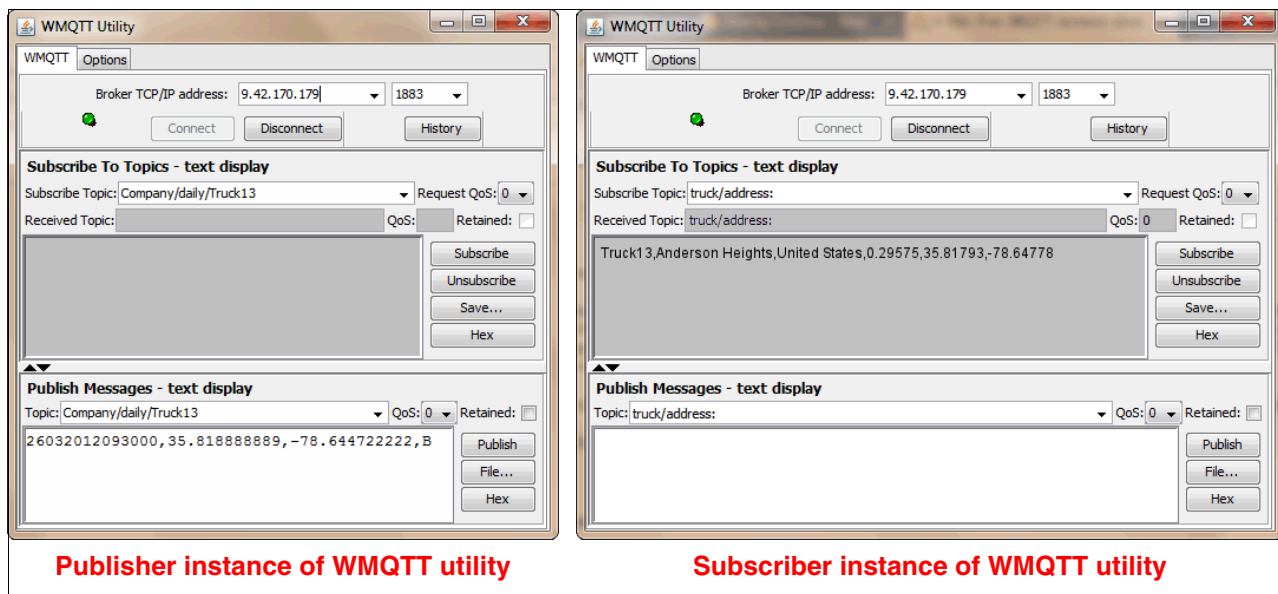 WMQTT Utility
WMQTT Options
Broker TCP/IP address: 9.42.170.179 1883
Connect Disconnect History
Subscribe To Topics - text display
Subscribe Topic: Company/daily/Truck13 Request QoS: 0
Received Topic: QoS: Retained:
Subscribe
Unsubscribe
Save...
Hex
Publish Messages - text display
Topic: Company/daily/Truck13 QoS: 0 Retained:
26032012093000,35.818888889,-78.644722222,B
Publish
File...
Hex
Publisher instance of WMQTT utility
WMQTT Utility
WMQTT Options
Broker TCP/IP address: 9.42.170.179 1883
Connect Disconnect History
Subscribe To Topics - text display
Subscribe Topic: truck/address: Request QoS: 0
Received Topic: truck/address: QoS: 0 Retained:
Truck13,Anderson Heights,United States,0.29575,35.81793,-78.64778
Subscribe
Unsubscribe
Save...
Hex
Publish Messages - text display
Topic: truck/address: QoS: 0 Retained:
Publish
File...
Hex
Subscriber instance of WMQTT utility